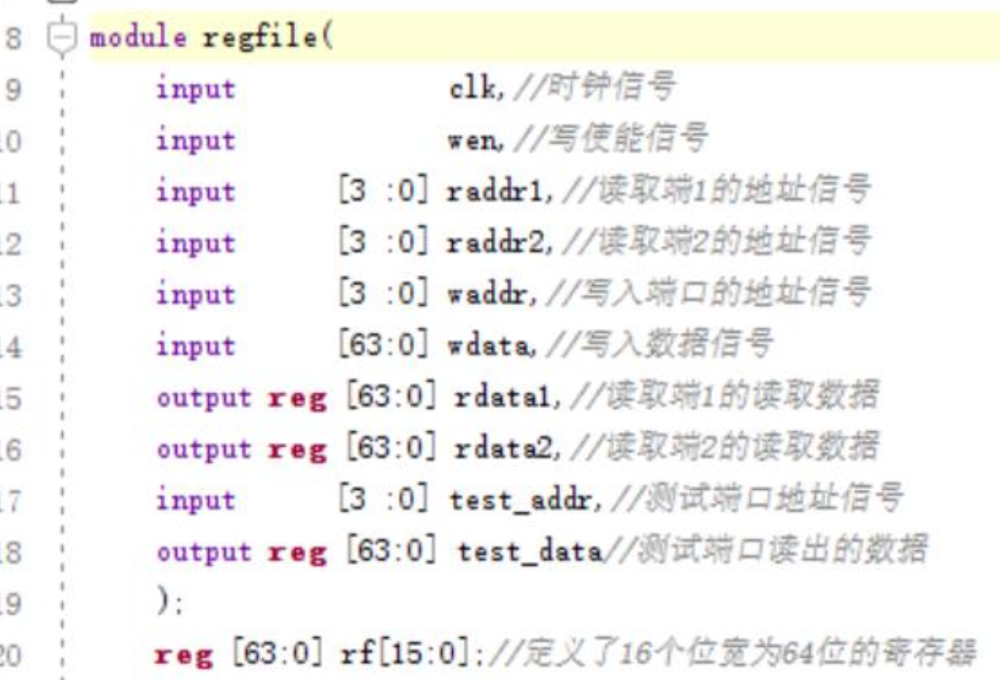 8 module regfile(
9 input clk,//时钟信号
10 input wen,//写使能信号
11 input [3 :0] raddr1,//读取端1的地址信号
12 input [3 :0] raddr2,//读取端2的地址信号
13 input [3 :0] waddr,//写入端口的地址信号
14 input [63:0] wdata,//写入数据信号
15 output reg [63:0] rdata1,//读取端1的读取数据
16 output reg [63:0] rdata2,//读取端2的读取数据
17 input [3 :0] test_addr,//测试端口地址信号
18 output reg [63:0] test_data//测试端口读出的数据
19 );
20 reg [63:0] rf[15:0];//定义了16个位宽为64位的寄存器